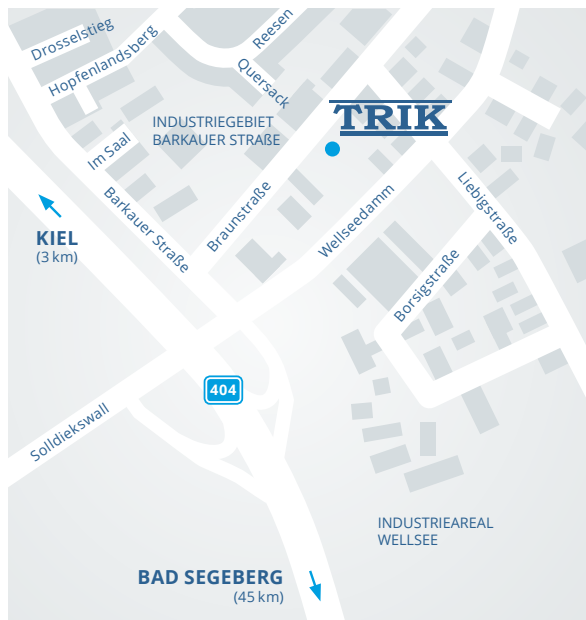 Drosselstieg
Hopfenlandsberg
Reesen
Quersack
TRIK
INDUSTRIEGEBIET
BARKAUER STRAßE
Im Saal
Barkauer Straße
Braunstraße
Wellseedamm
Liebigstraße
Borsigstraße
KIEL
(3 km)
404
Solldiekswall
INDUSTRIEAREAL
WELLSEE
BAD SEGEBERG
(45 km)